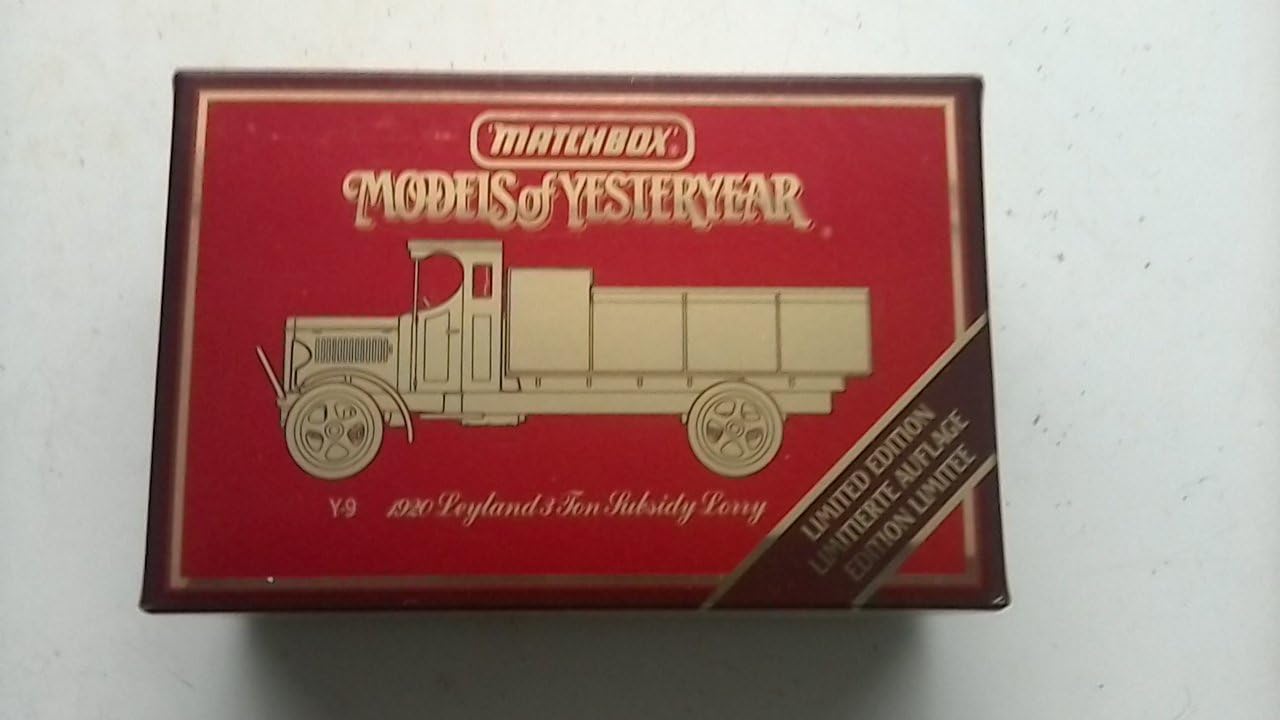 'MATCHBOX'®
MODELS of YESTERYEAR®
Y-9 1920 Leyland 3 Ton Subsidy Lorry
LIMITED EDITION
LIMITIERTE AUFLAGE
EDITION LIMITEE